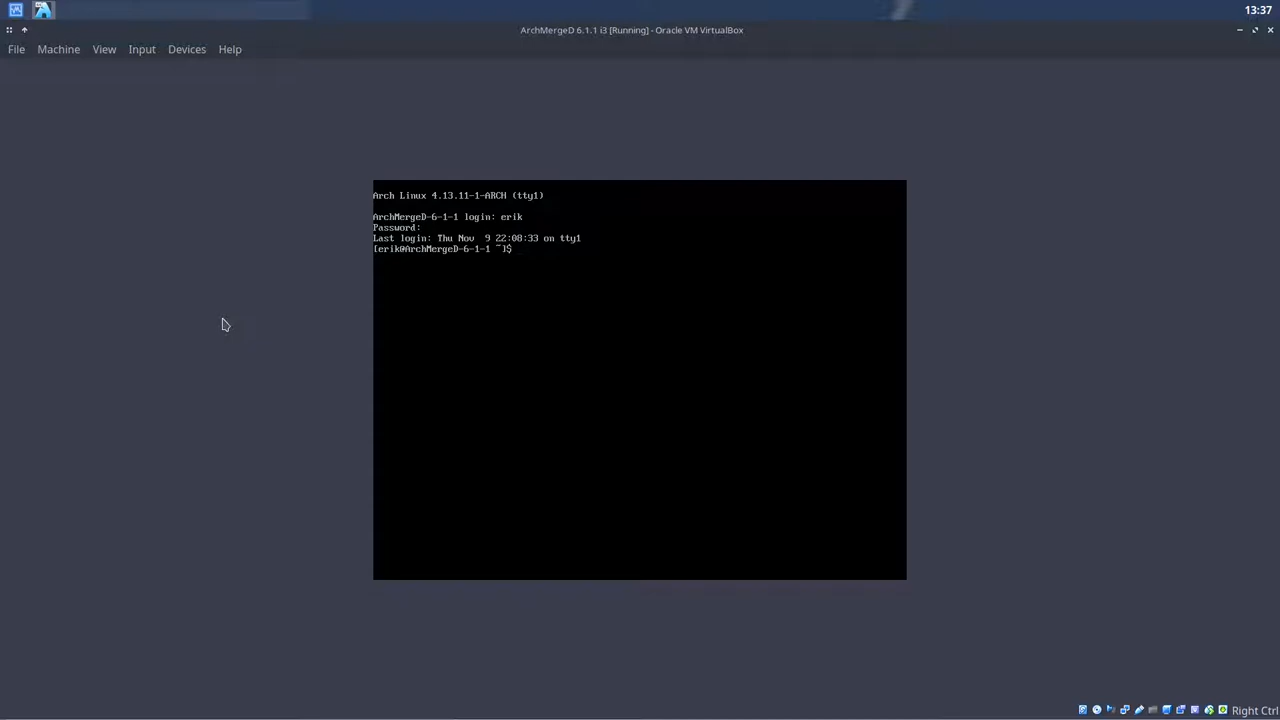 13:37
ArchMergeD 6.1.1 i3 [Running] - Oracle VM VirtualBox
File Machine View Input Devices Help
Arch Linux 4.13.11-1-ARCH (tty1)
ArchMergeD-6-1-1 login: erik
Password:
Last login: Thu Nov  9 22:08:33 on tty1
[erik@ArchMergeD-6-1-1 ~]$
Right Ctrl